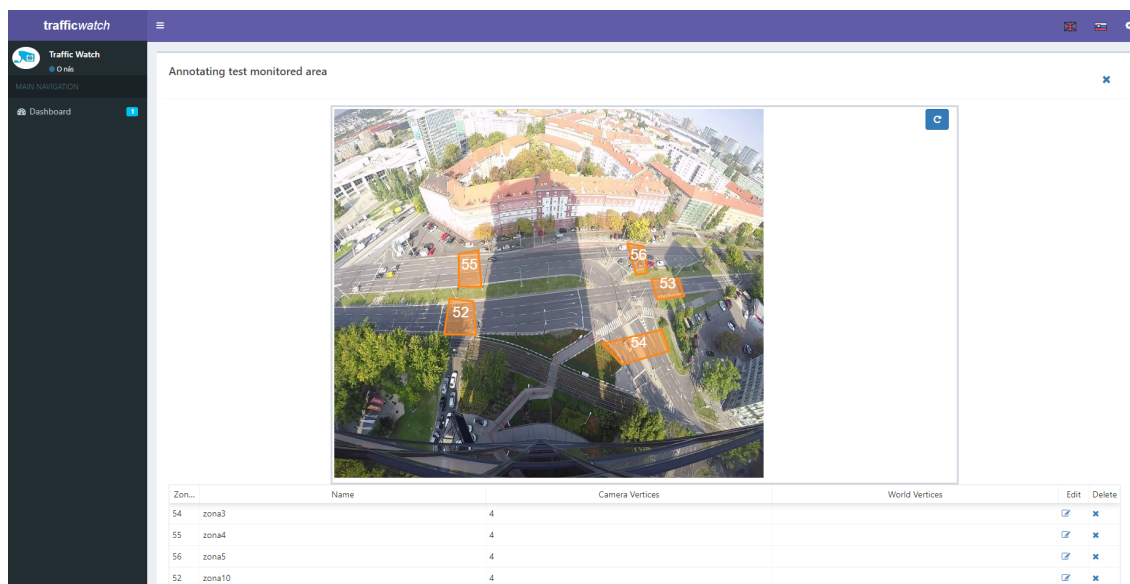 trafficwatch
Traffic Watch
O nás
MAIN NAVIGATION
Dashboard 1
Annotating test monitored area
55
56
53
52
54
Zon... Name Camera Vertices World Vertices Edit Delete
54 zona3 4
55 zona4 4
56 zona5 4
52 zona10 4